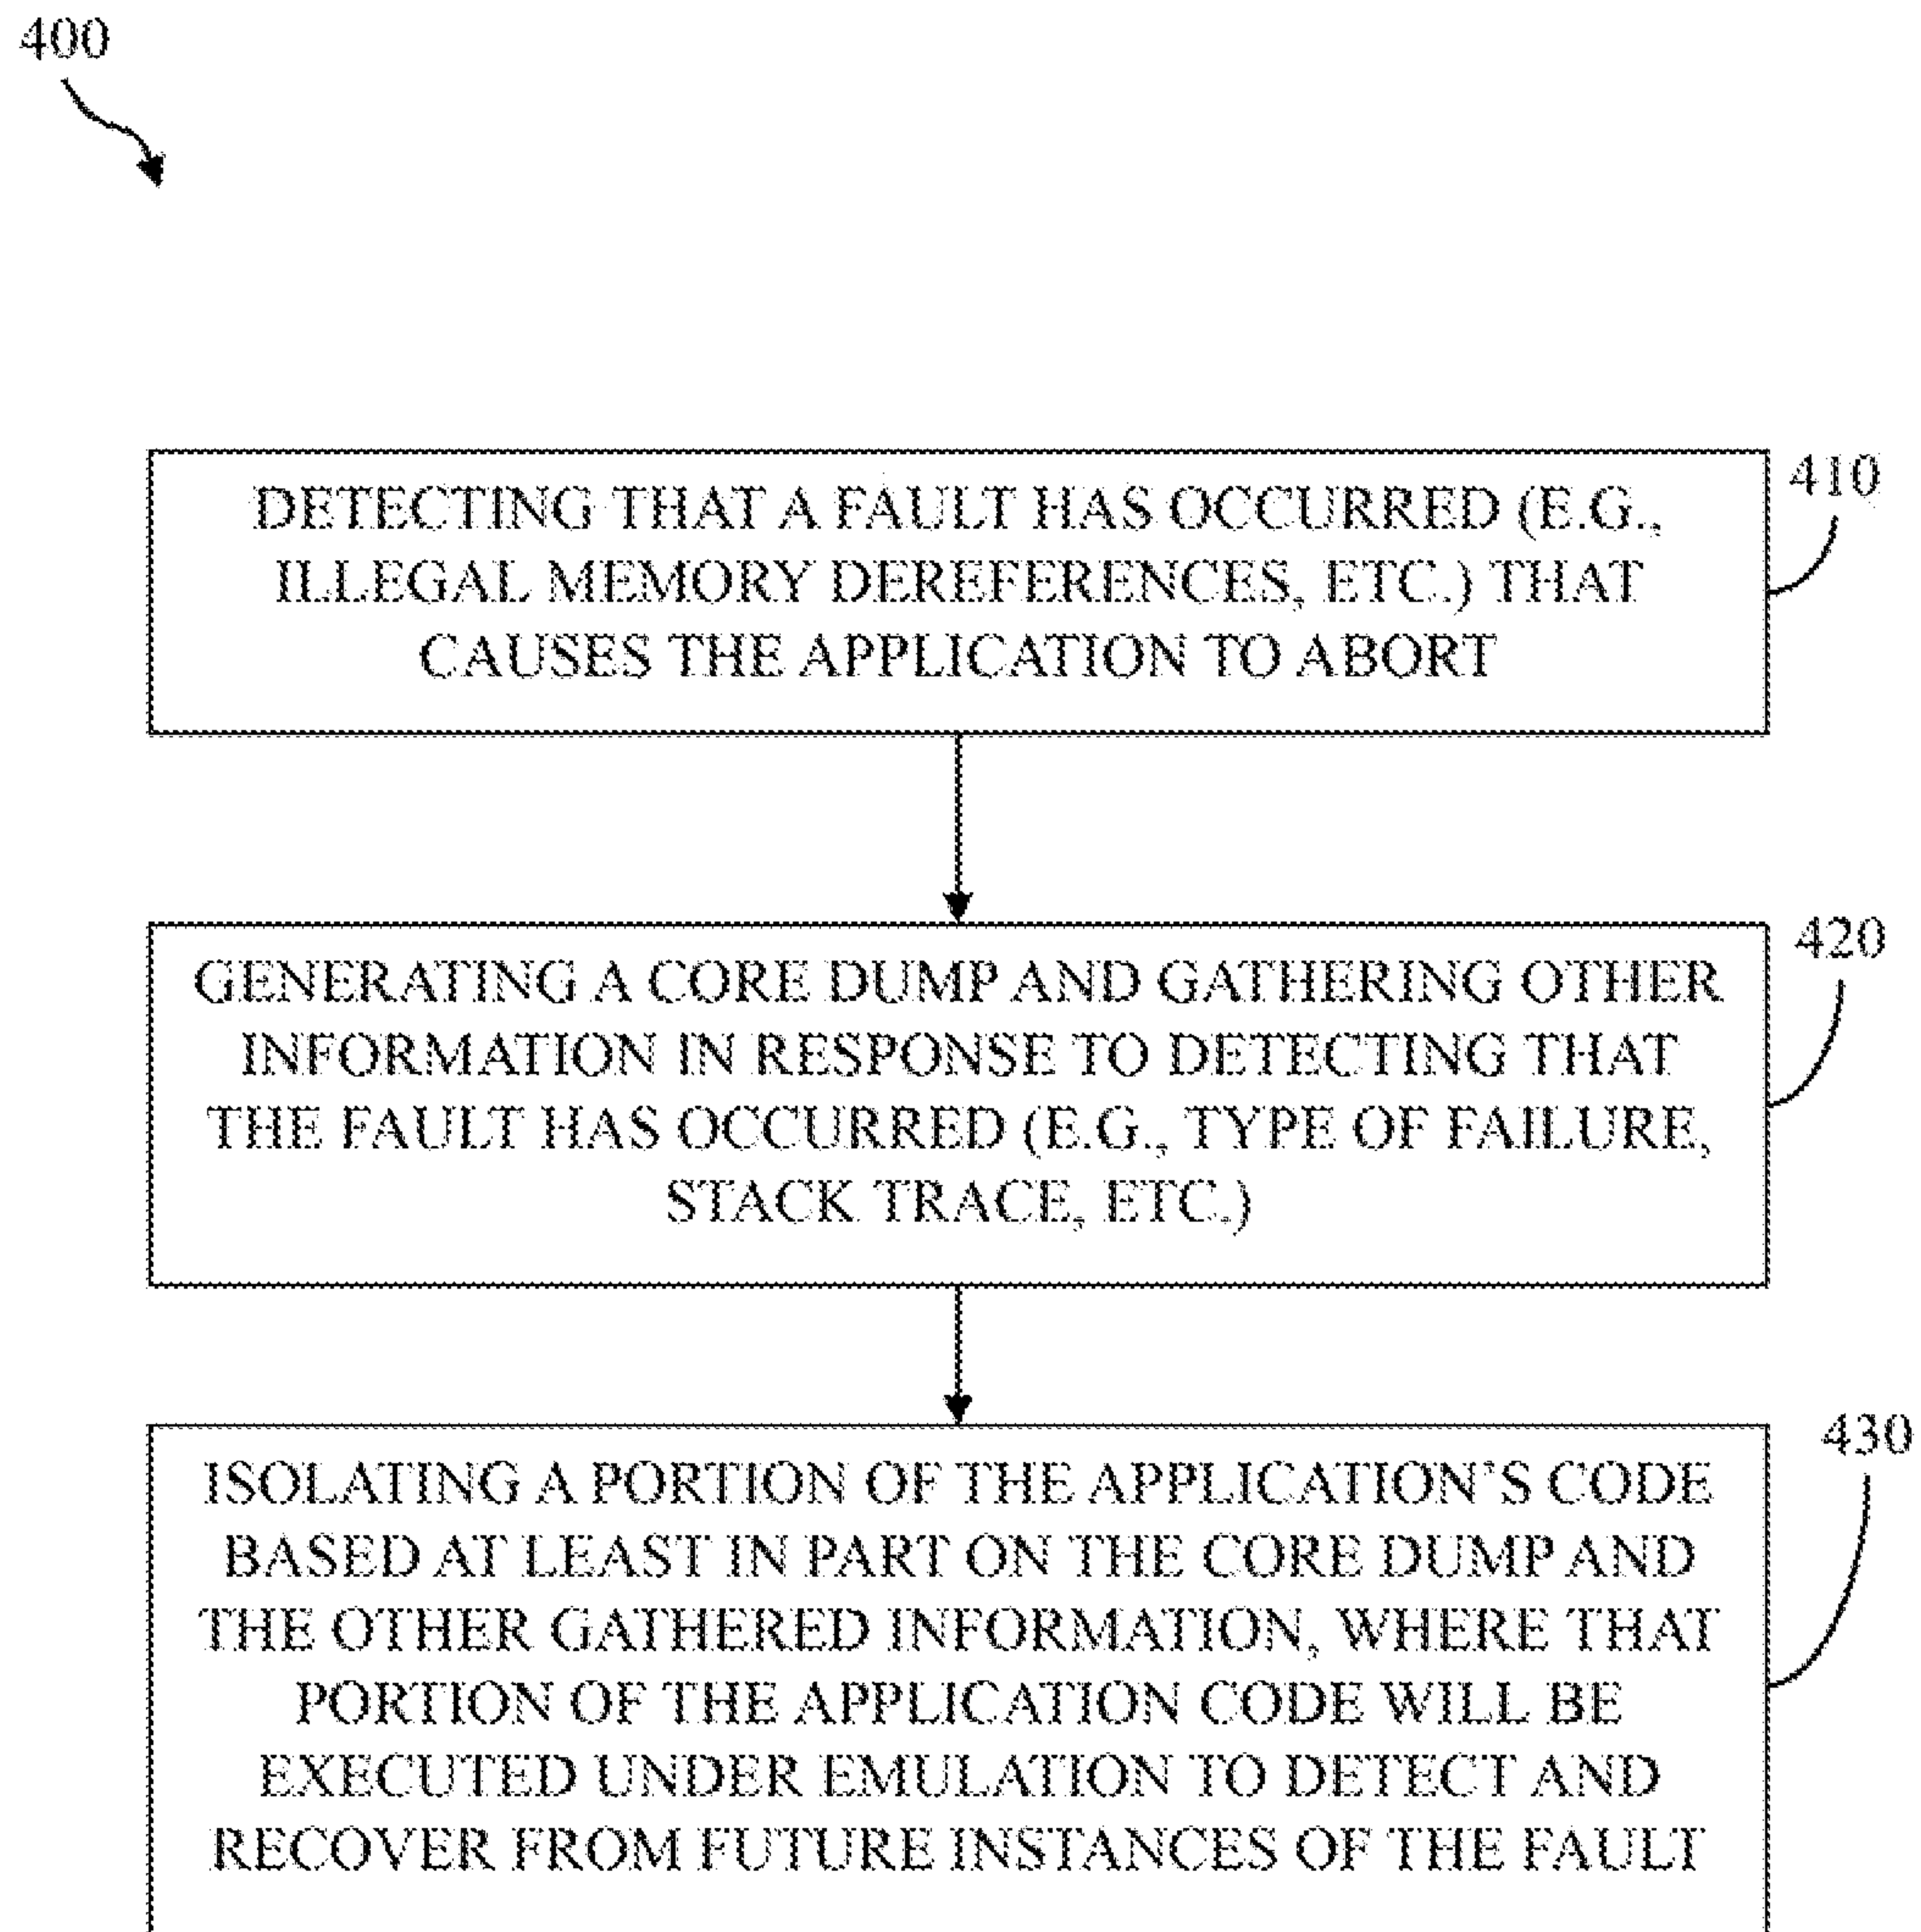 400
410
DETECTING THAT A FAULT HAS OCCURRED (E.G.,
ILLEGAL MEMORY DEREFERENCES, ETC.) THAT
CAUSES THE APPLICATION TO ABORT
420
GENERATING A CORE DUMP AND GATHERING OTHER
INFORMATION IN RESPONSE TO DETECTING THAT
THE FAULT HAS OCCURRED (E.G., TYPE OF FAILURE,
STACK TRACE, ETC.)
430
ISOLATING A PORTION OF THE APPLICATION'S CODE
BASED AT LEAST IN PART ON THE CORE DUMP AND
THE OTHER GATHERED INFORMATION, WHERE THAT
PORTION OF THE APPLICATION CODE WILL BE
EXECUTED UNDER EMULATION TO DETECT AND
RECOVER FROM FUTURE INSTANCES OF THE FAULT